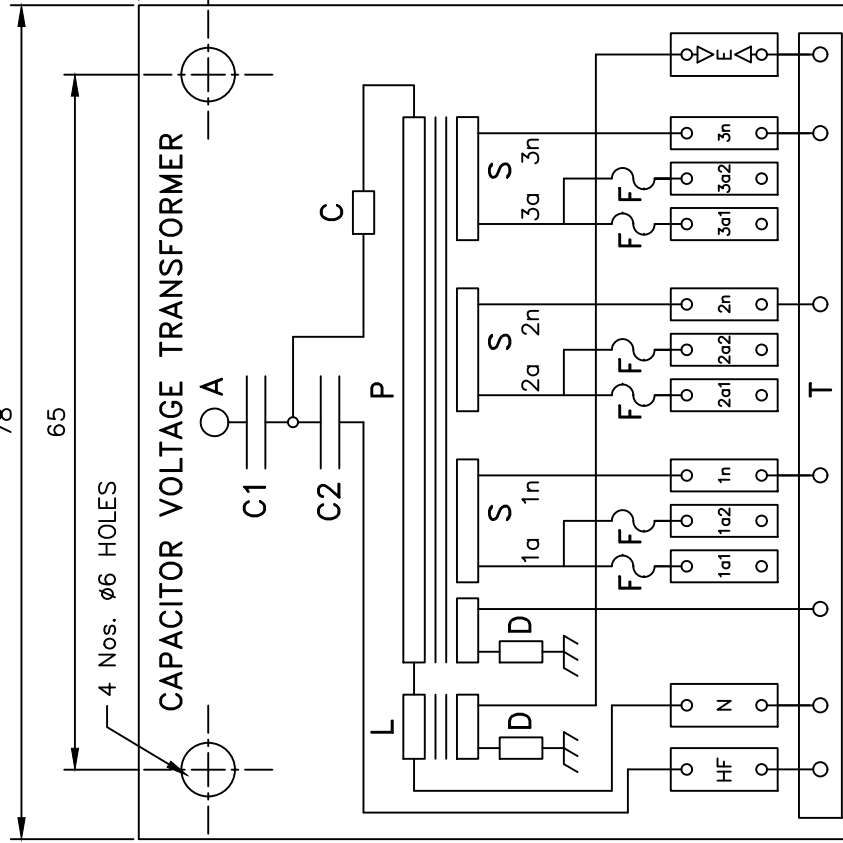 78
65
4 Nos. ø6 HOLES
CAPACITOR VOLTAGE TRANSFORMER
A
C1
C2
C
P
L
D
D
S
1a 1n
S
2a 2n
S
3a 3n
F
F
F
F
F
F
HF
N
1a1
1a2
1n
2a1
2a2
2n
3a1
3a2
3n
E
T